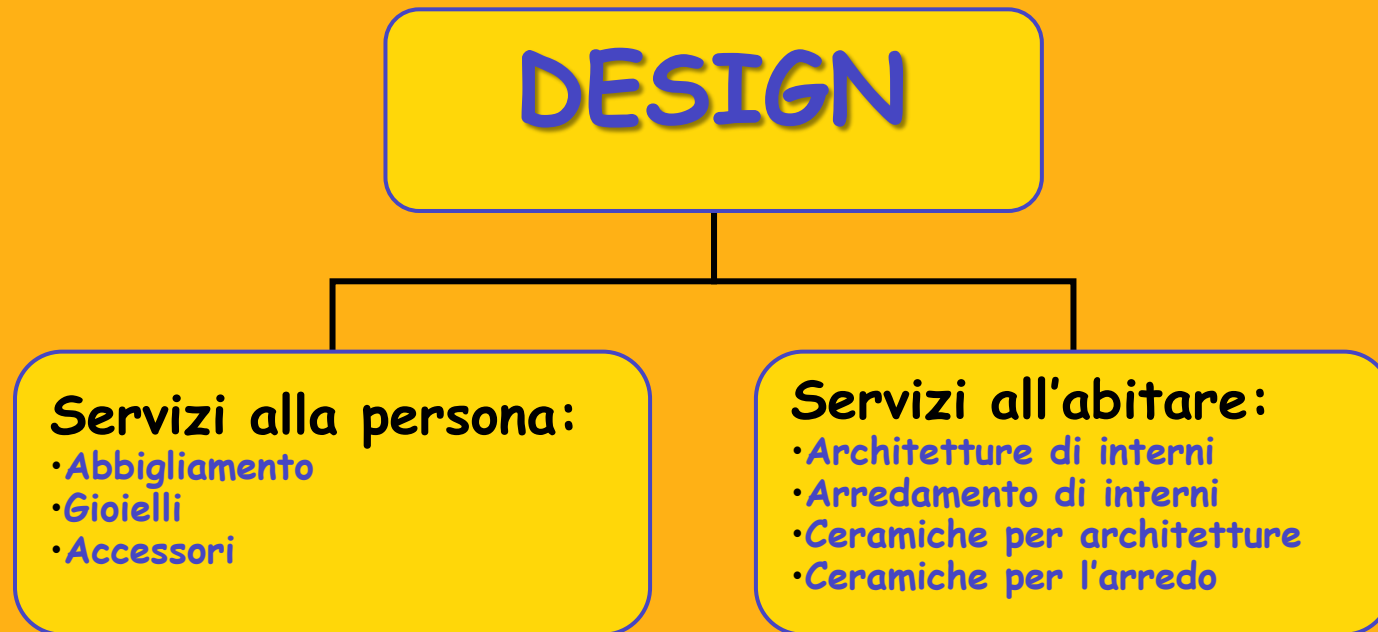 DESIGN
Servizi alla persona:
•Abbigliamento
•Gioielli
•Accessori
Servizi all'abitare:
•Architetture di interni
•Arredamento di interni
•Ceramiche per architetture
•Ceramiche per l'arredo